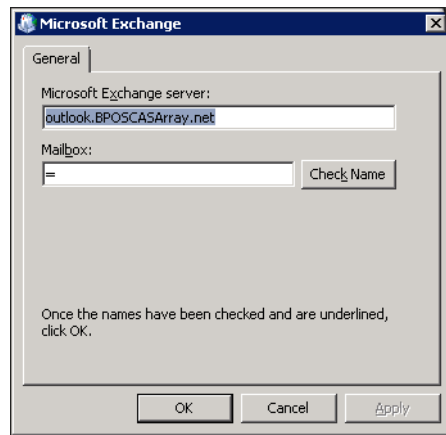 Microsoft Exchange
General
Microsoft Exchange server:
outlook.BPOSCASArray.net
Mailbox:
=
Check Name
Once the names have been checked and are underlined,
click OK.
OK Cancel Apply